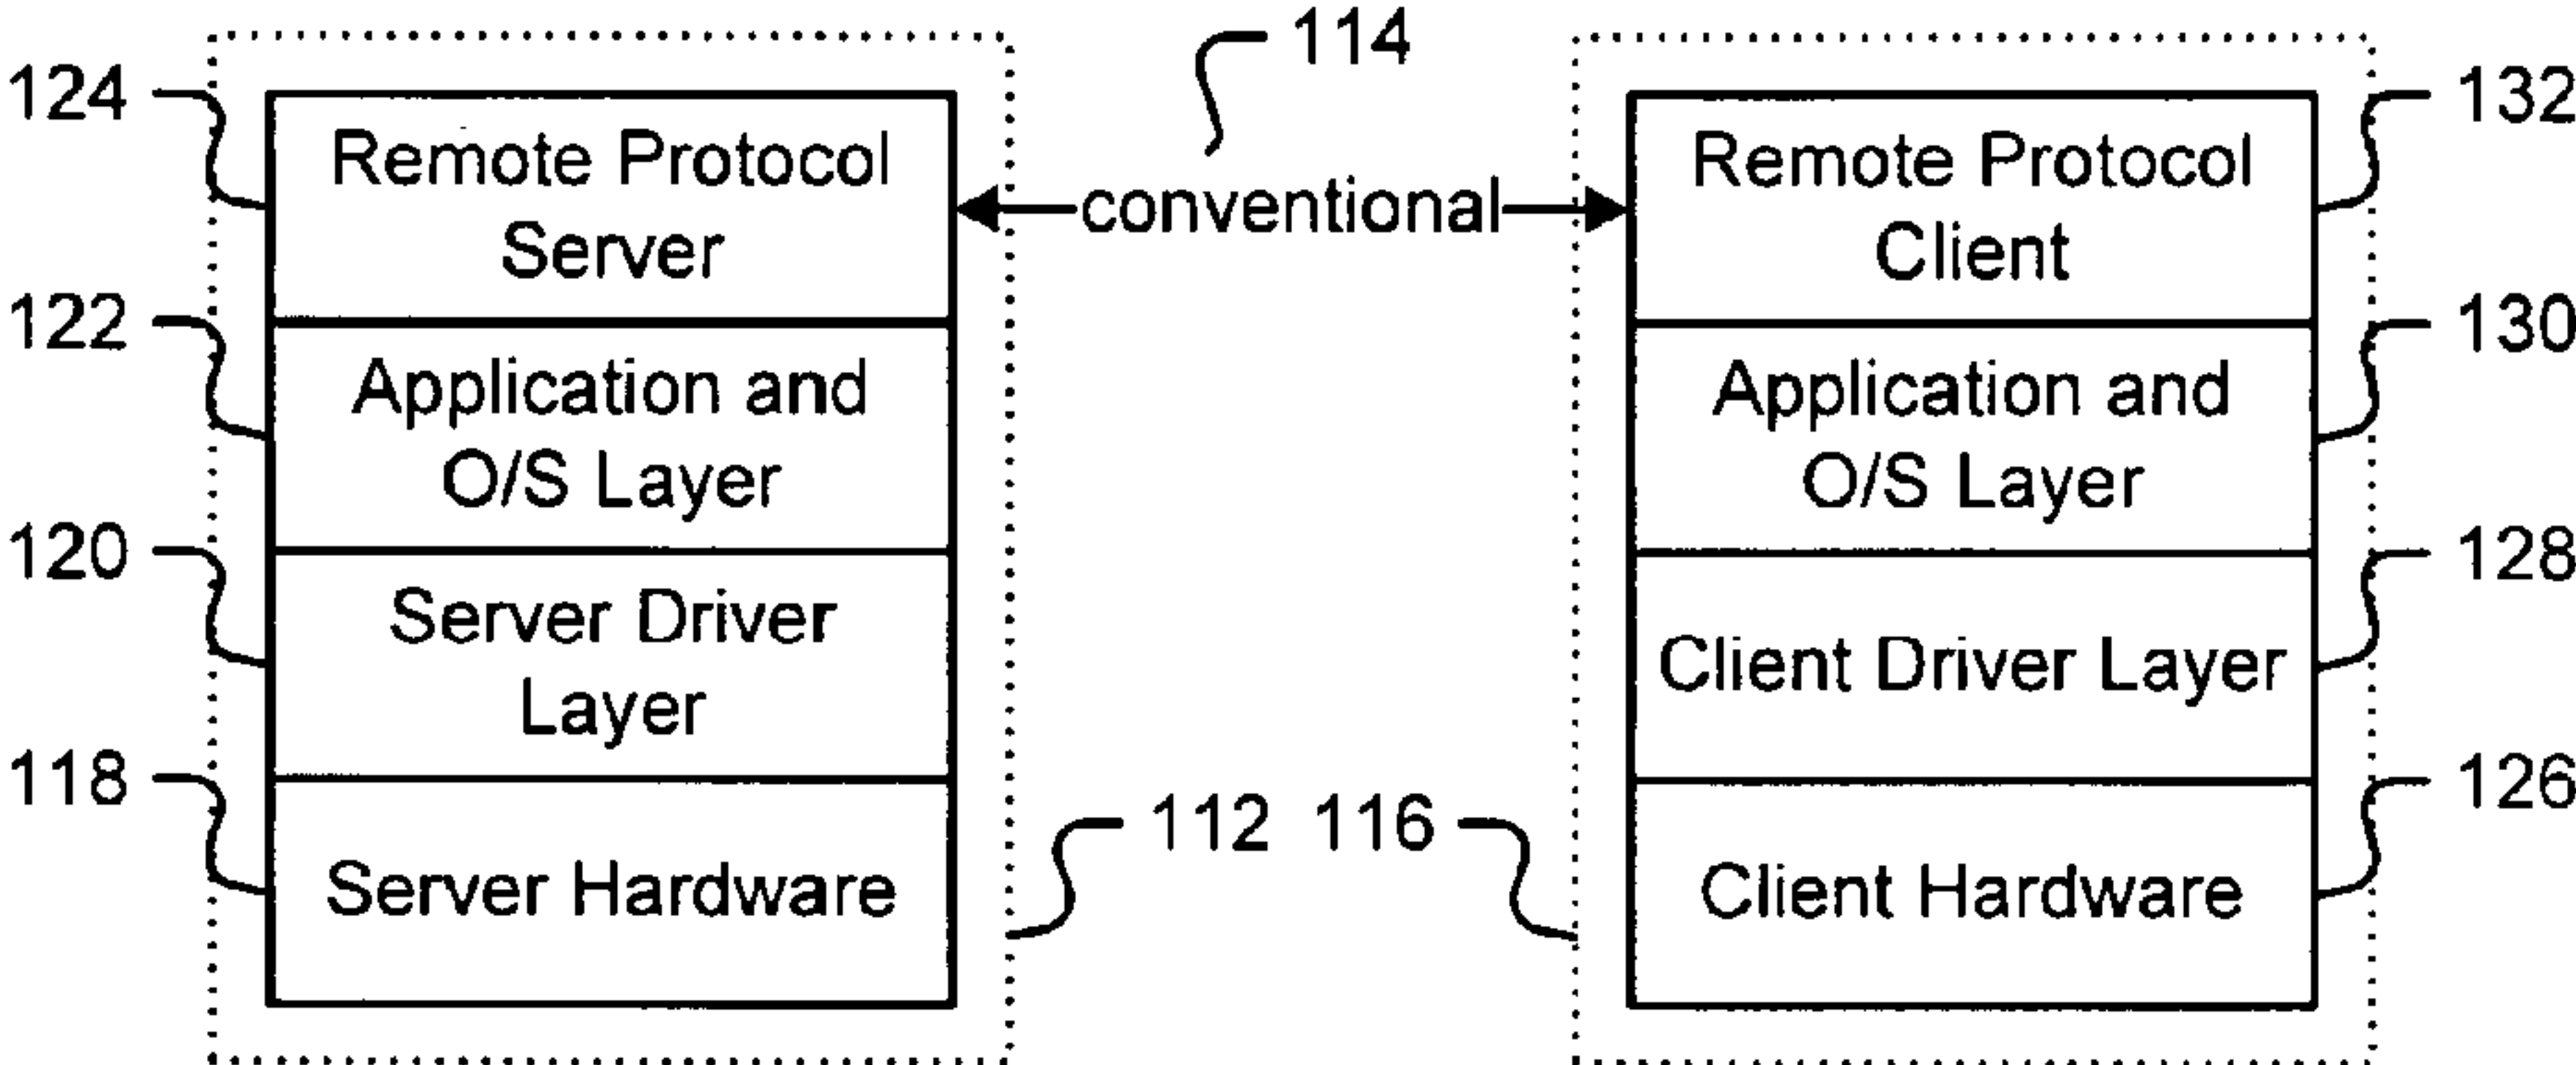 114
124
Remote Protocol
Server
conventional
Remote Protocol
Client
132
122
Application and
O/S Layer
Application and
O/S Layer
130
120
Server Driver
Layer
Client Driver Layer
128
118
Server Hardware
112
116
Client Hardware
126